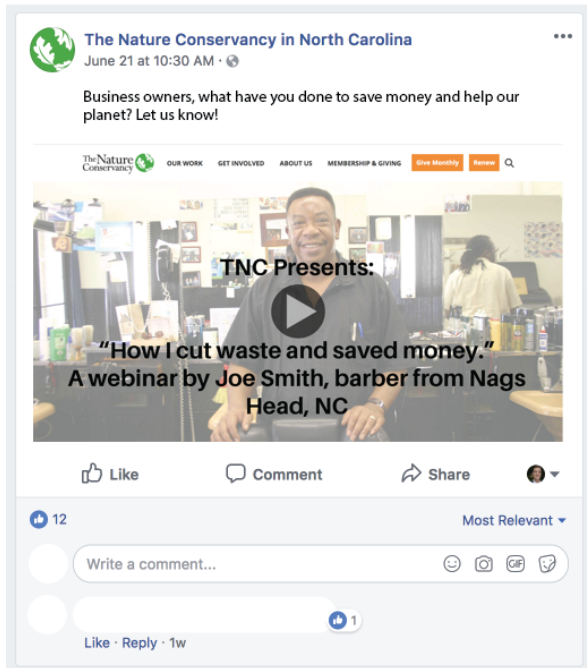 The Nature Conservancy in North Carolina
June 21 at 10:30 AM ·
Business owners, what have you done to save money and help our
planet? Let us know!
The Nature
Conservancy
OUR WORK GET INVOLVED ABOUT US MEMBERSHIP & GIVING Give Monthly Renew
TNC Presents:
“How I cut waste and saved money.”
A webinar by Joe Smith, barber from Nags
Head, NC
Like Comment Share
12 Most Relevant
Write a comment... GIF
1
Like · Reply · 1w